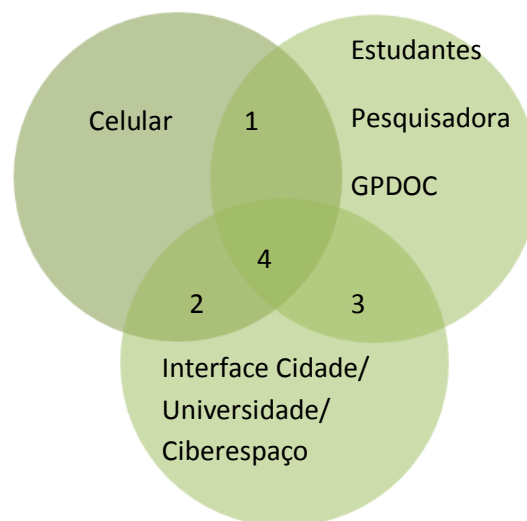 Estudantes
Celular
1
Pesquisadora
GPDOC
4
2
3
Interface Cidade/
Universidade/
Ciberespaço